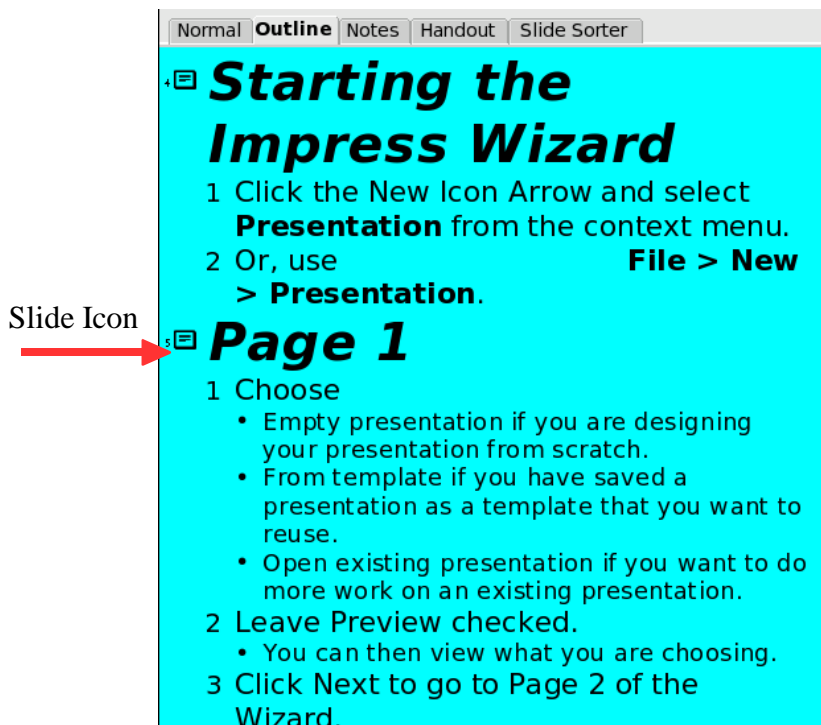 Normal Outline Notes Handout Slide Sorter
4 Starting the
Impress Wizard
1 Click the New Icon Arrow and select
Presentation from the context menu.
2 Or, use File > New
> Presentation.
Slide Icon
5 Page 1
1 Choose
• Empty presentation if you are designing
your presentation from scratch.
• From template if you have saved a
presentation as a template that you want to
reuse.
• Open existing presentation if you want to do
more work on an existing presentation.
2 Leave Preview checked.
• You can then view what you are choosing.
3 Click Next to go to Page 2 of the
Wizard.